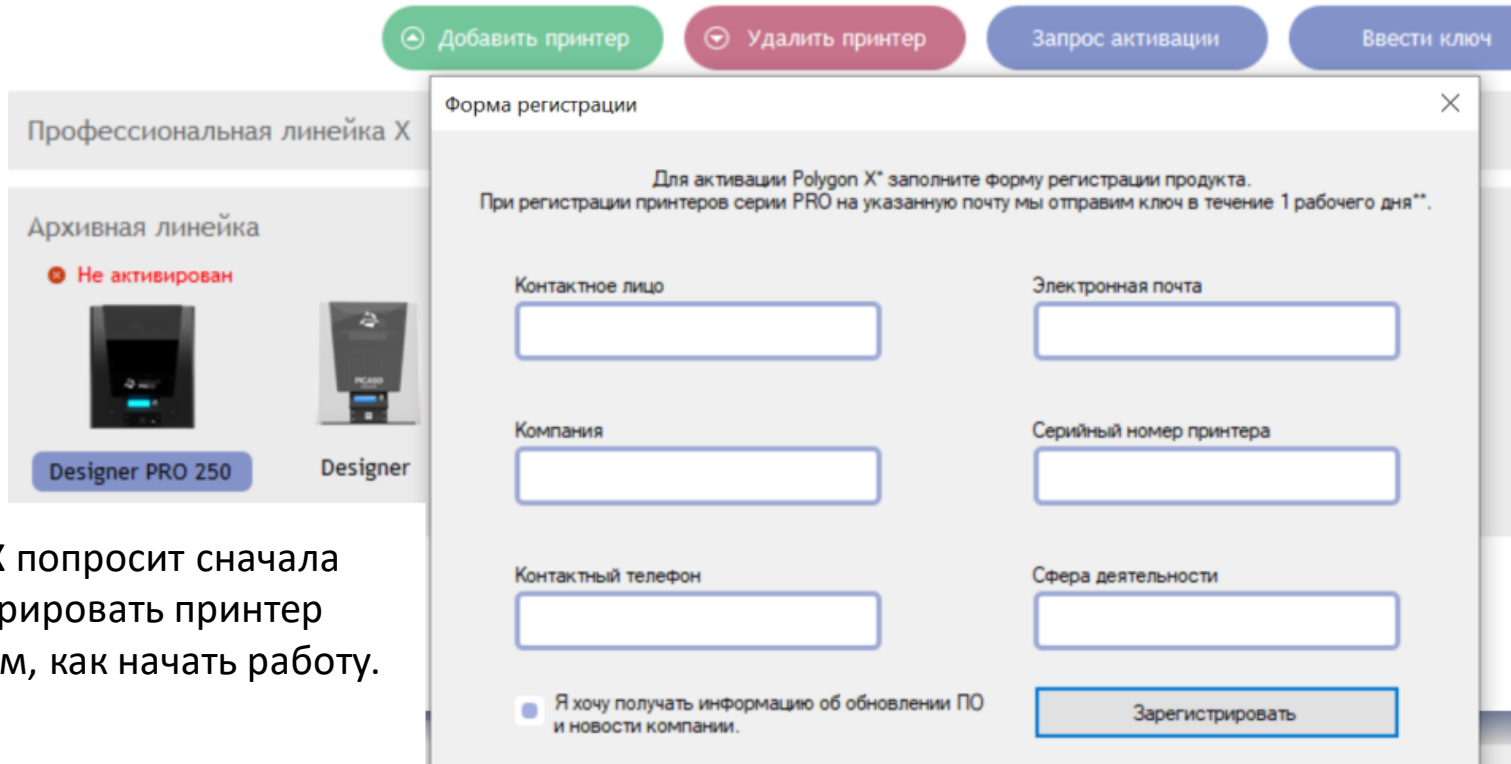 Добавить принтер
Удалить принтер
Запрос активации
Ввести ключ
Форма регистрации
Профессиональная линейка X
Для активации Polygon X* заполните форму регистрации продукта.
При регистрации принтеров серии PRO на указанную почту мы отправим ключ в течение 1 рабочего дня**.
Архивная линейка
Не активирован
Контактное лицо
Электронная почта
PICASO
Компания
Серийный номер принтера
Designer PRO 250
Designer
X попросит сначала
рировать принтер
м, как начать работу.
Контактный телефон
Сфера деятельности
Я хочу получать информацию об обновлении ПО
и новости компании.
Зарегистрировать